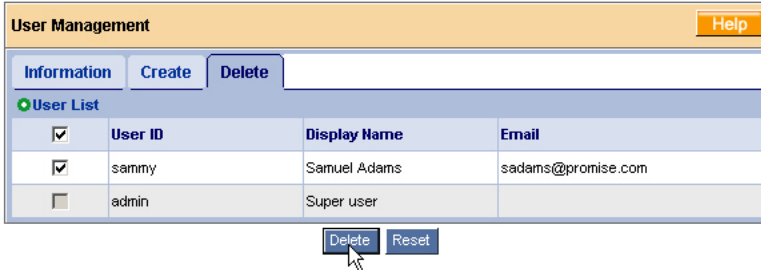 User Management Help
Information Create Delete
User List
User ID Display Name Email
sammy Samuel Adams sadams@promise.com
admin Super user
Delete Reset